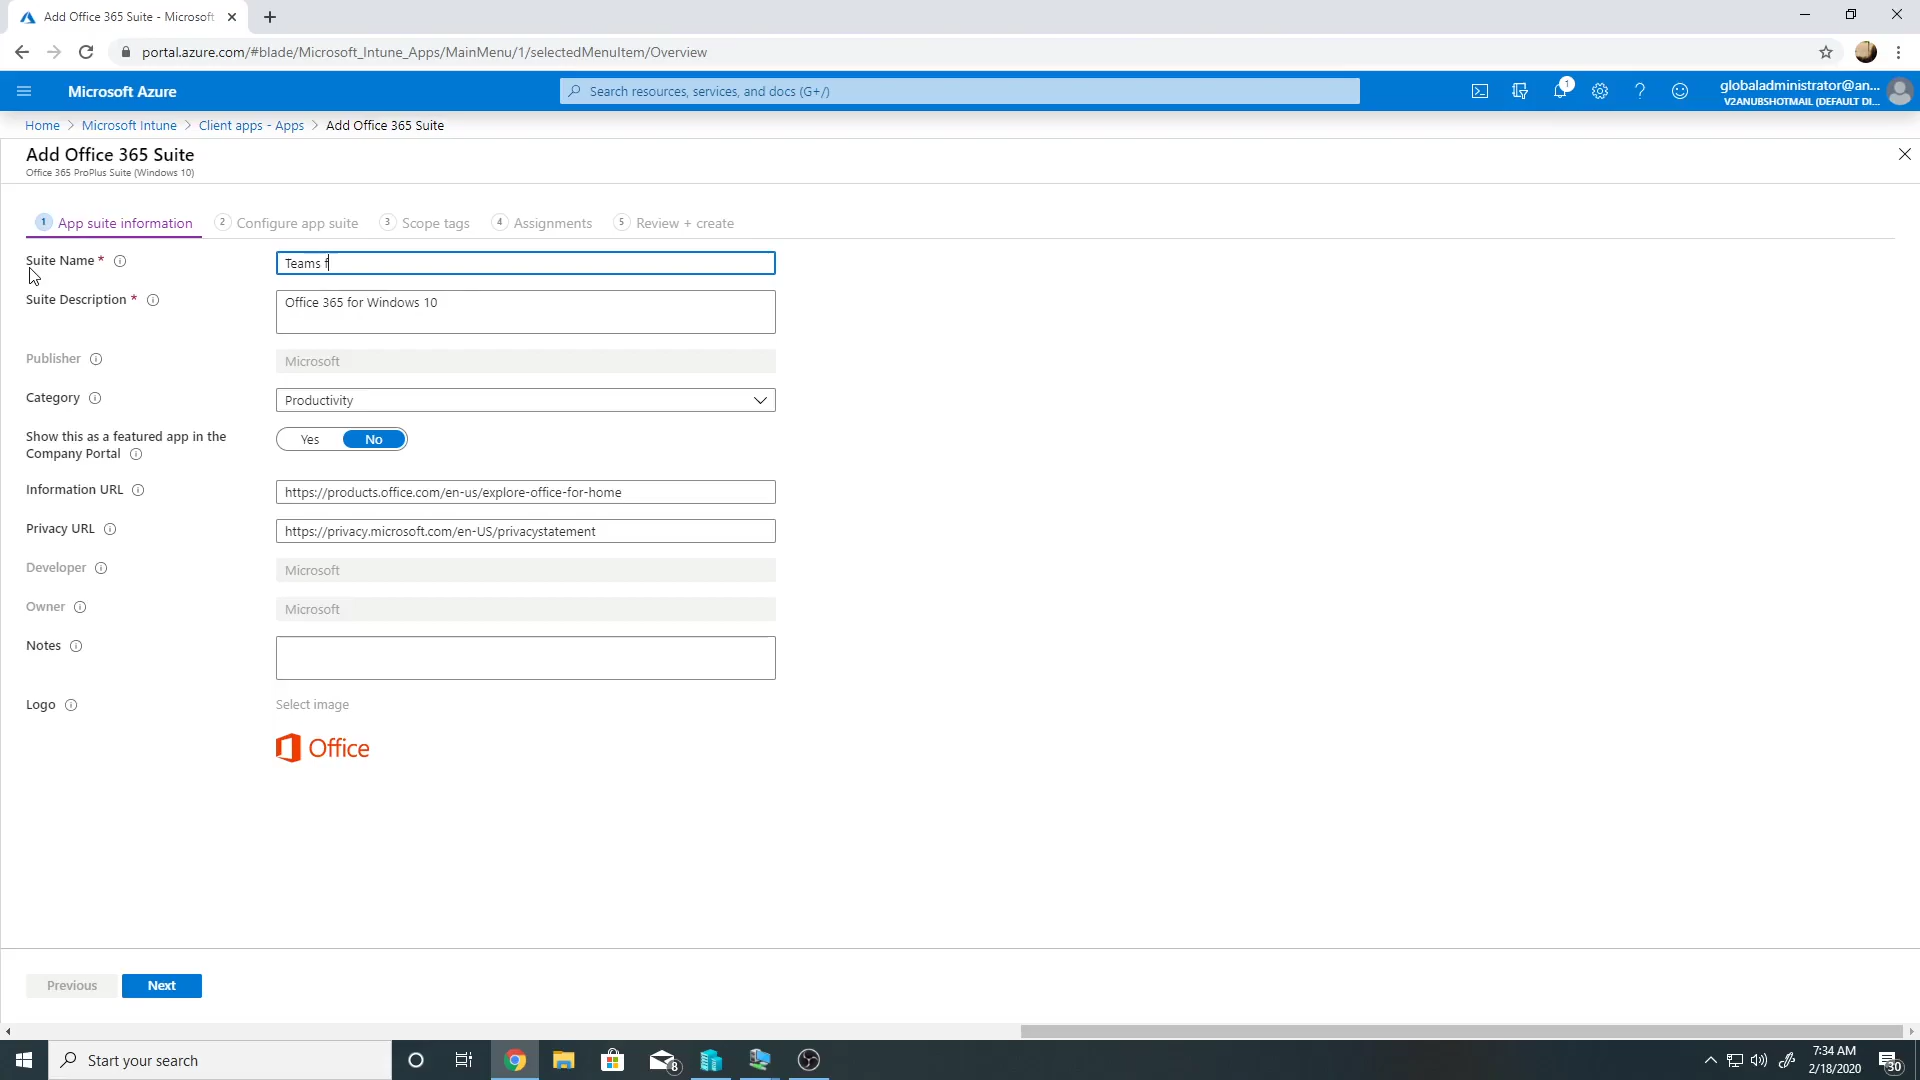 Add Office 365 Suite - Microsoft
portal.azure.com/#blade/Microsoft_Intune_Apps/MainMenu/1/selectedMenuItem/Overview
Microsoft Azure
Search resources, services, and docs (G+/)
1
globaladministrator@an...
V2ANUBSHOTMAIL (DEFAULT DI...
Home > Microsoft Intune > Client apps - Apps > Add Office 365 Suite
Add Office 365 Suite
Office 365 ProPlus Suite (Windows 10)
1 App suite information 2 Configure app suite 3 Scope tags 4 Assignments 5 Review + create
Suite Name * Teams f
Suite Description * Office 365 for Windows 10
Publisher Microsoft
Category Productivity
Show this as a featured app in the
Company Portal
Yes No
Information URL https://products.office.com/en-us/explore-office-for-home
Privacy URL https://privacy.microsoft.com/en-US/privacystatement
Developer Microsoft
Owner Microsoft
Notes
Logo Select image
Office
Previous Next
Start your search
8
7:34 AM
2/18/2020
30